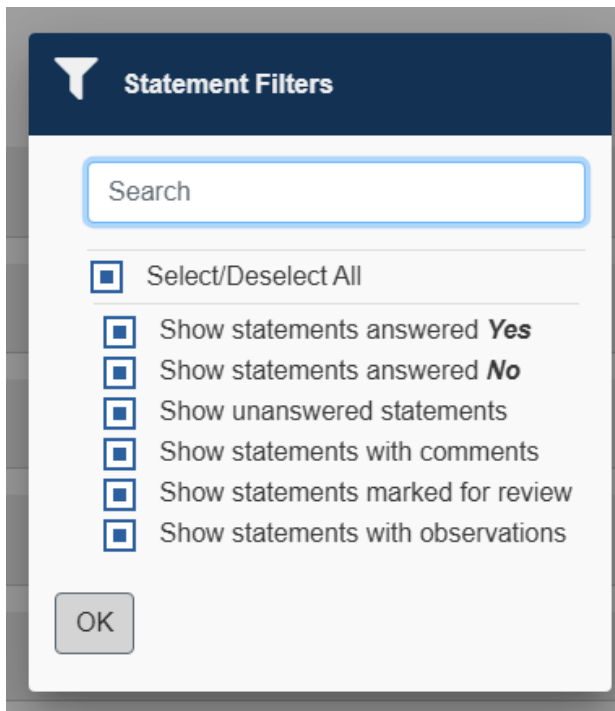 Statement Filters
Search
Select/Deselect All
Show statements answered Yes
Show statements answered No
Show unanswered statements
Show statements with comments
Show statements marked for review
Show statements with observations
OK